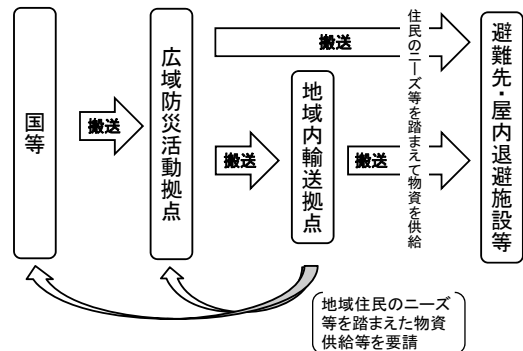 国等
搬送
広域防災活動拠点
搬送
搬送
地域内輸送拠点
搬送
住民のニーズ等を踏まえて物資を供給
避難先・屋内退避施設等
地域住民のニーズ
等を踏まえた物資
供給等を要請